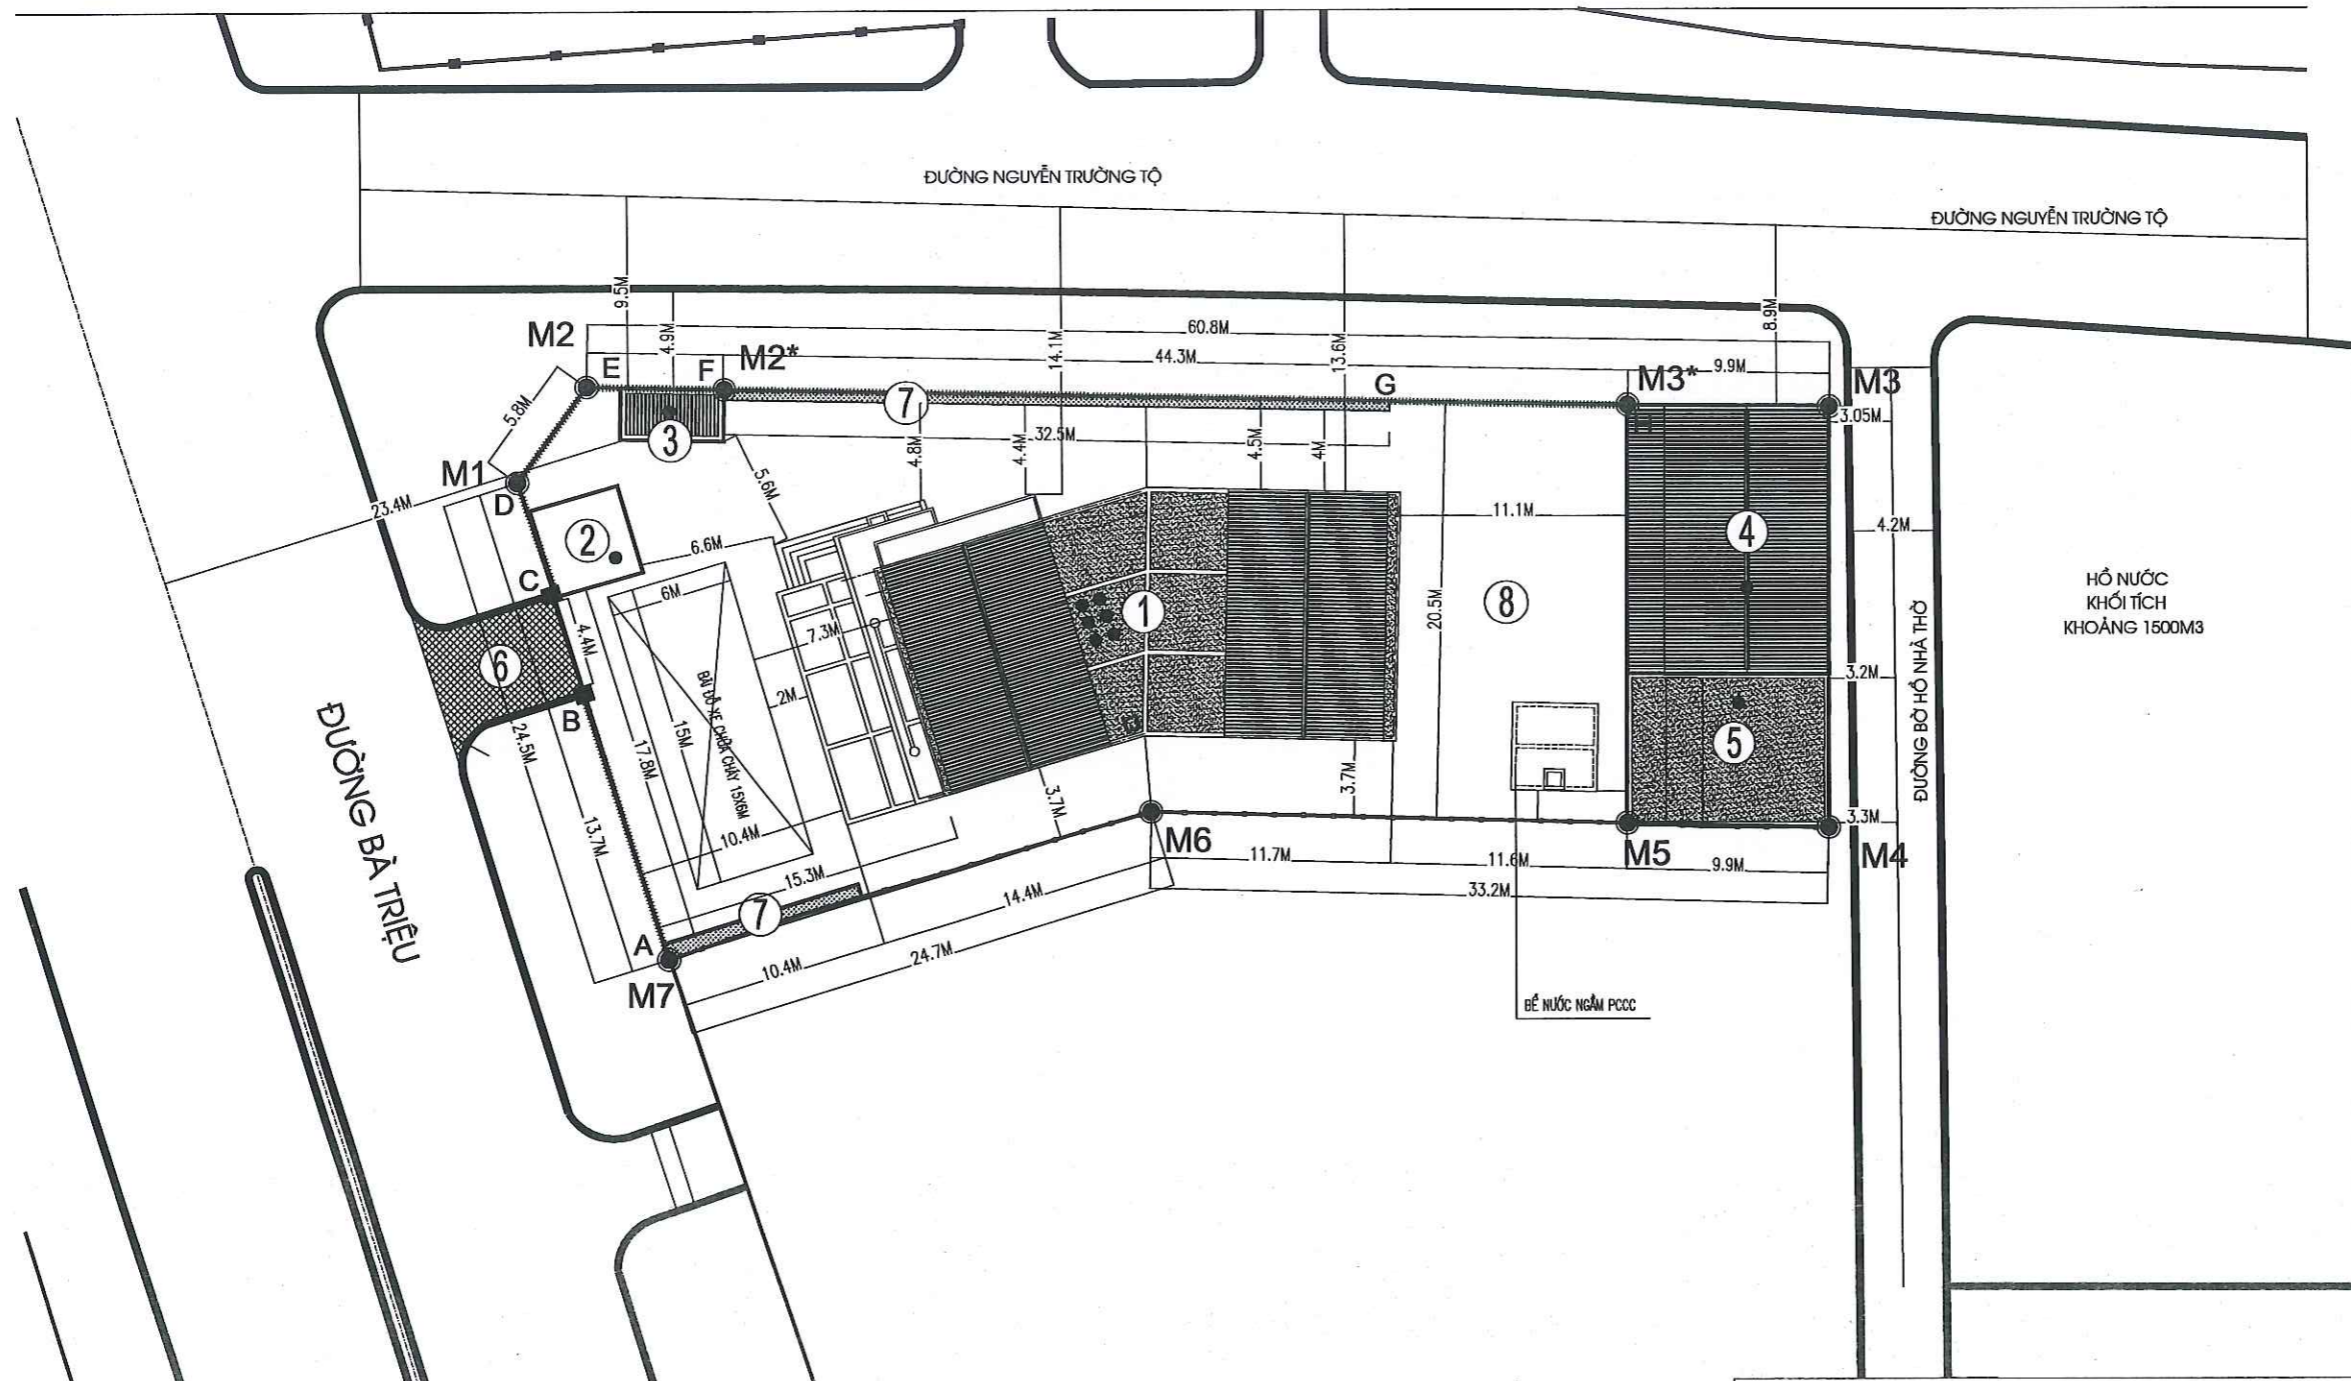 ĐƯỜNG NGUYỄN TRƯỜNG TỘ
ĐƯỜNG NGUYỄN TRƯỜNG TỘ
9.5M
4.9M
14.1M
13.6M
8.9M
60.8M
44.3M
9.9M
M2
E
F
M2*
G
M3*
M3
H
3.05M
5.8M
7
3
32.5M
4.8M
4.4M
4.5M
4M
5.6M
M1
D
23.4M
2
6.6M
C
6M
7.3M
1
11.1M
20.5M
8
4
4.2M
HỒ NƯỚC
KHỐI TÍCH
KHOẢNG 1500M3
ĐƯỜNG BỜ HỒ NHÀ THỜ
4.4M
6
B
24.5M
17.8M
15M
BÃI ĐỖ XE CHỮA CHÁY 15X6M
2M
13.7M
10.4M
3.7M
3.7M
3.2M
5
3.3M
ĐƯỜNG BÀ TRIỆU
M6
M5
M4
11.7M
11.6M
9.9M
33.2M
15.3M
7
14.4M
10.4M
24.7M
A
M7
BỂ NƯỚC NGẦM PCCC